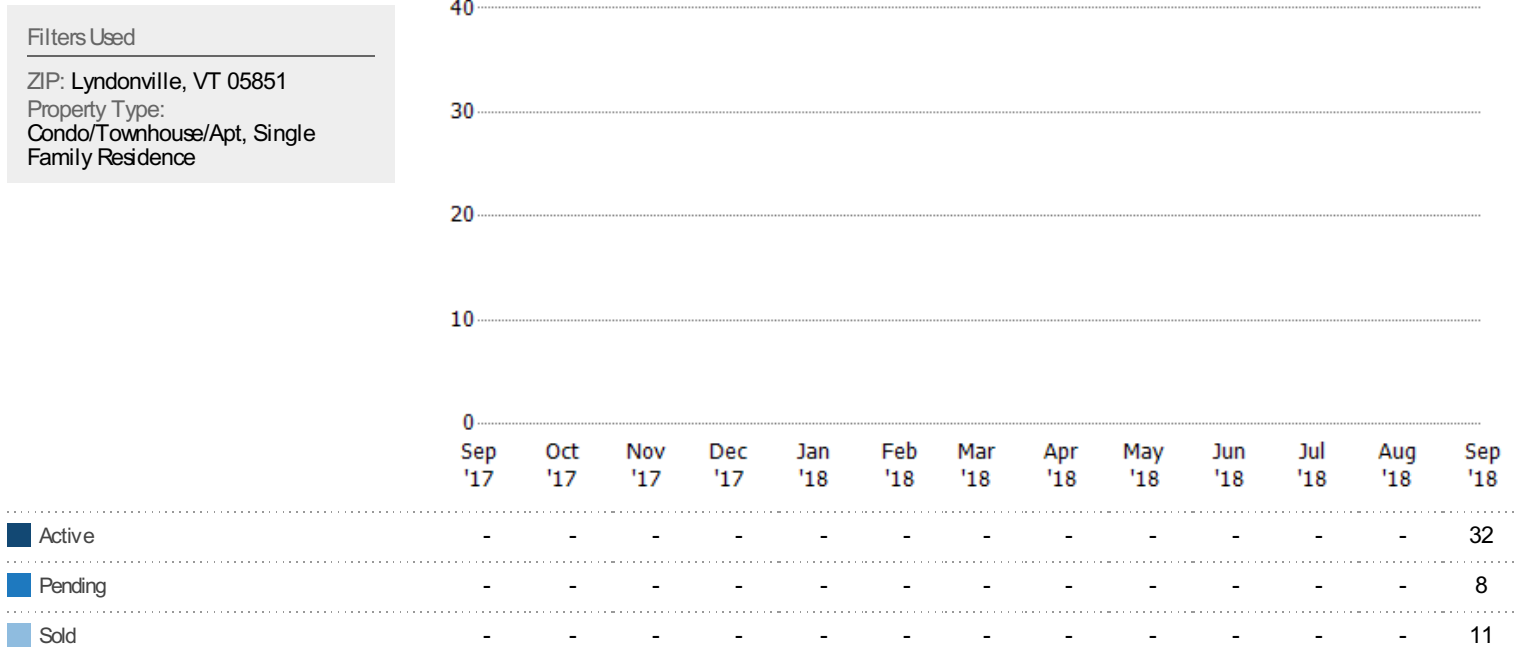 Filters Used
ZIP: Lyndonville, VT 05851
Property Type:
Condo/Townhouse/Apt, Single
Family Residence
40
30
20
10
0
Sep Oct Nov Dec Jan Feb Mar Apr May Jun Jul Aug Sep
'17 '17 '17 '17 '18 '18 '18 '18 '18 '18 '18 '18 '18
Active - - - - - - - - - - - - 32
Pending - - - - - - - - - - - - 8
Sold - - - - - - - - - - - - 11